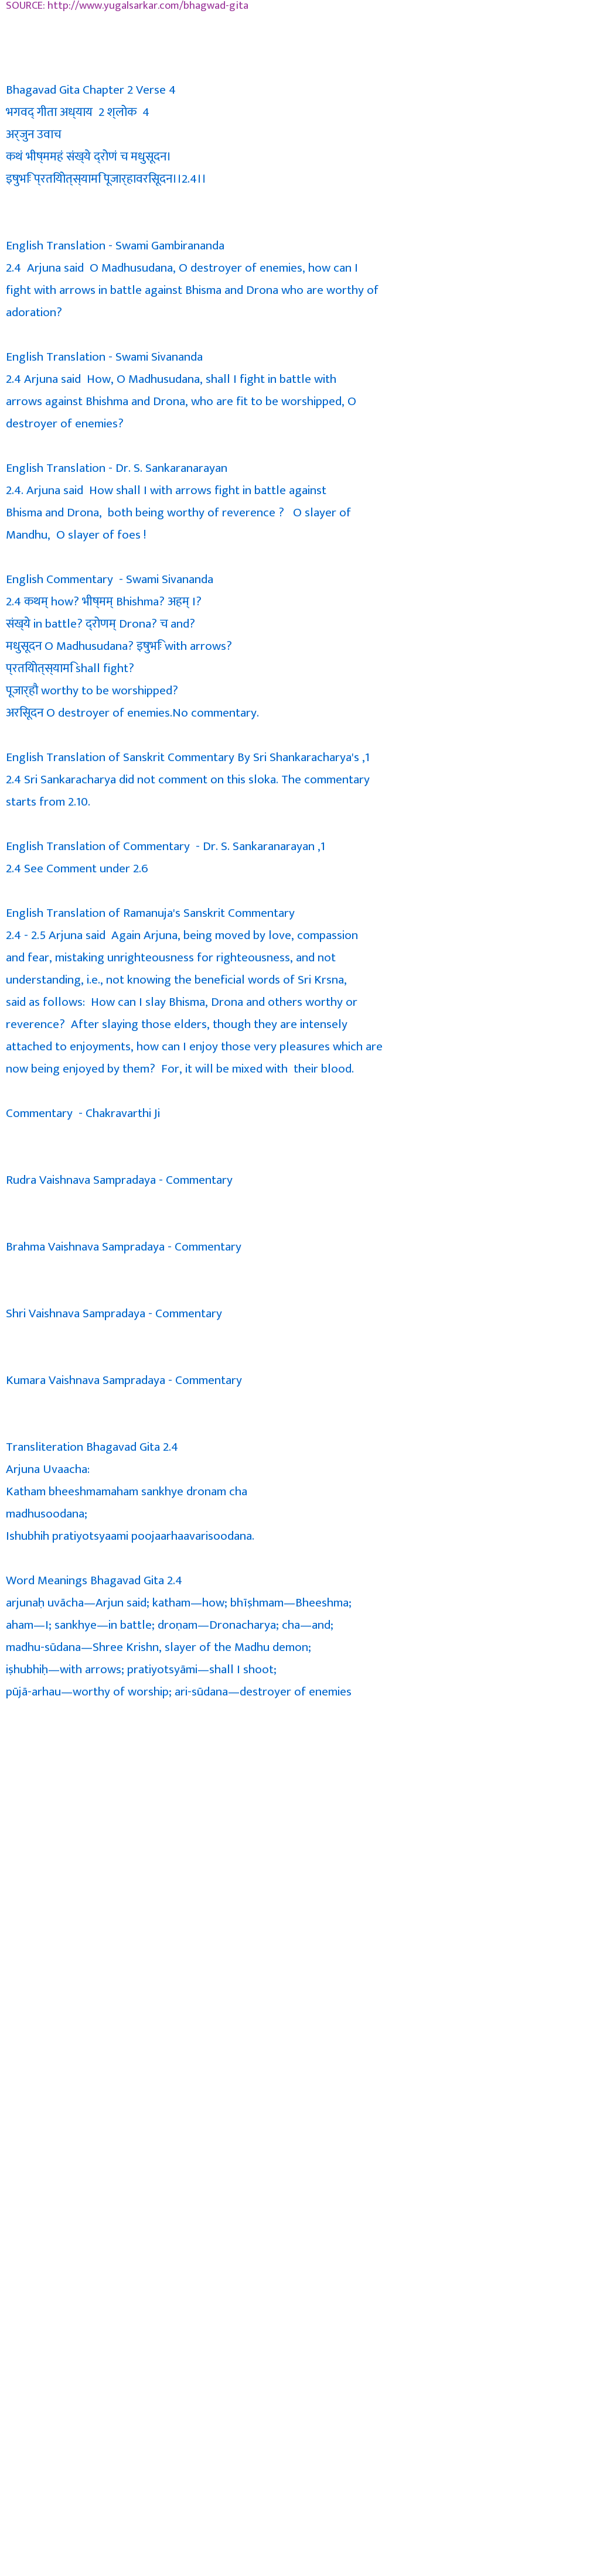 SOURCE: http://www.yugalsarkar.com/bhagwad-gita
Bhagavad Gita Chapter 2 Verse 4
भगवद् गीता अध्याय 2 श्लोक 4
अर्जुन उवाच
कथं भीष्ममहं संख्ये द्रोणं च मधुसूदन।
इषुभिः प्रतियोत्स्यामि पूजार्हावरिसूदन।।2.4।।
English Translation - Swami Gambirananda
2.4 Arjuna said O Madhusudana, O destroyer of enemies, how can I
fight with arrows in battle against Bhisma and Drona who are worthy of
adoration?
English Translation - Swami Sivananda
2.4 Arjuna said How, O Madhusudana, shall I fight in battle with
arrows against Bhishma and Drona, who are fit to be worshipped, O
destroyer of enemies?
English Translation - Dr. S. Sankaranarayan
2.4. Arjuna said How shall I with arrows fight in battle against
Bhisma and Drona, both being worthy of reverence ? O slayer of
Mandhu, O slayer of foes !
English Commentary - Swami Sivananda
2.4 कथम् how? भीष्मम् Bhishma? अहम् I?
संख्ये in battle? द्रोणम् Drona? च and?
मधुसूदन O Madhusudana? इषुभिः with arrows?
प्रतियोत्स्यामि shall fight?
पूजार्हौ worthy to be worshipped?
अरिसूदन O destroyer of enemies.No commentary.
English Translation of Sanskrit Commentary By Sri Shankaracharya's ,1
2.4 Sri Sankaracharya did not comment on this sloka. The commentary
starts from 2.10.
English Translation of Commentary - Dr. S. Sankaranarayan ,1
2.4 See Comment under 2.6
English Translation of Ramanuja's Sanskrit Commentary
2.4 - 2.5 Arjuna said Again Arjuna, being moved by love, compassion
and fear, mistaking unrighteousness for righteousness, and not
understanding, i.e., not knowing the beneficial words of Sri Krsna,
said as follows: How can I slay Bhisma, Drona and others worthy or
reverence? After slaying those elders, though they are intensely
attached to enjoyments, how can I enjoy those very pleasures which are
now being enjoyed by them? For, it will be mixed with their blood.
Commentary - Chakravarthi Ji
Rudra Vaishnava Sampradaya - Commentary
Brahma Vaishnava Sampradaya - Commentary
Shri Vaishnava Sampradaya - Commentary
Kumara Vaishnava Sampradaya - Commentary
Transliteration Bhagavad Gita 2.4
Arjuna Uvaacha:
Katham bheeshmamaham sankhye dronam cha
madhusoodana;
Ishubhih pratiyotsyaami poojaarhaavarisoodana.
Word Meanings Bhagavad Gita 2.4
arjunaḥ uvācha—Arjun said; katham—how; bhīṣhmam—Bheeshma;
aham—I; sankhye—in battle; droṇam—Dronacharya; cha—and;
madhu-sūdana—Shree Krishn, slayer of the Madhu demon;
iṣhubhiḥ—with arrows; pratiyotsyāmi—shall I shoot;
pūjā-arhau—worthy of worship; ari-sūdana—destroyer of enemies